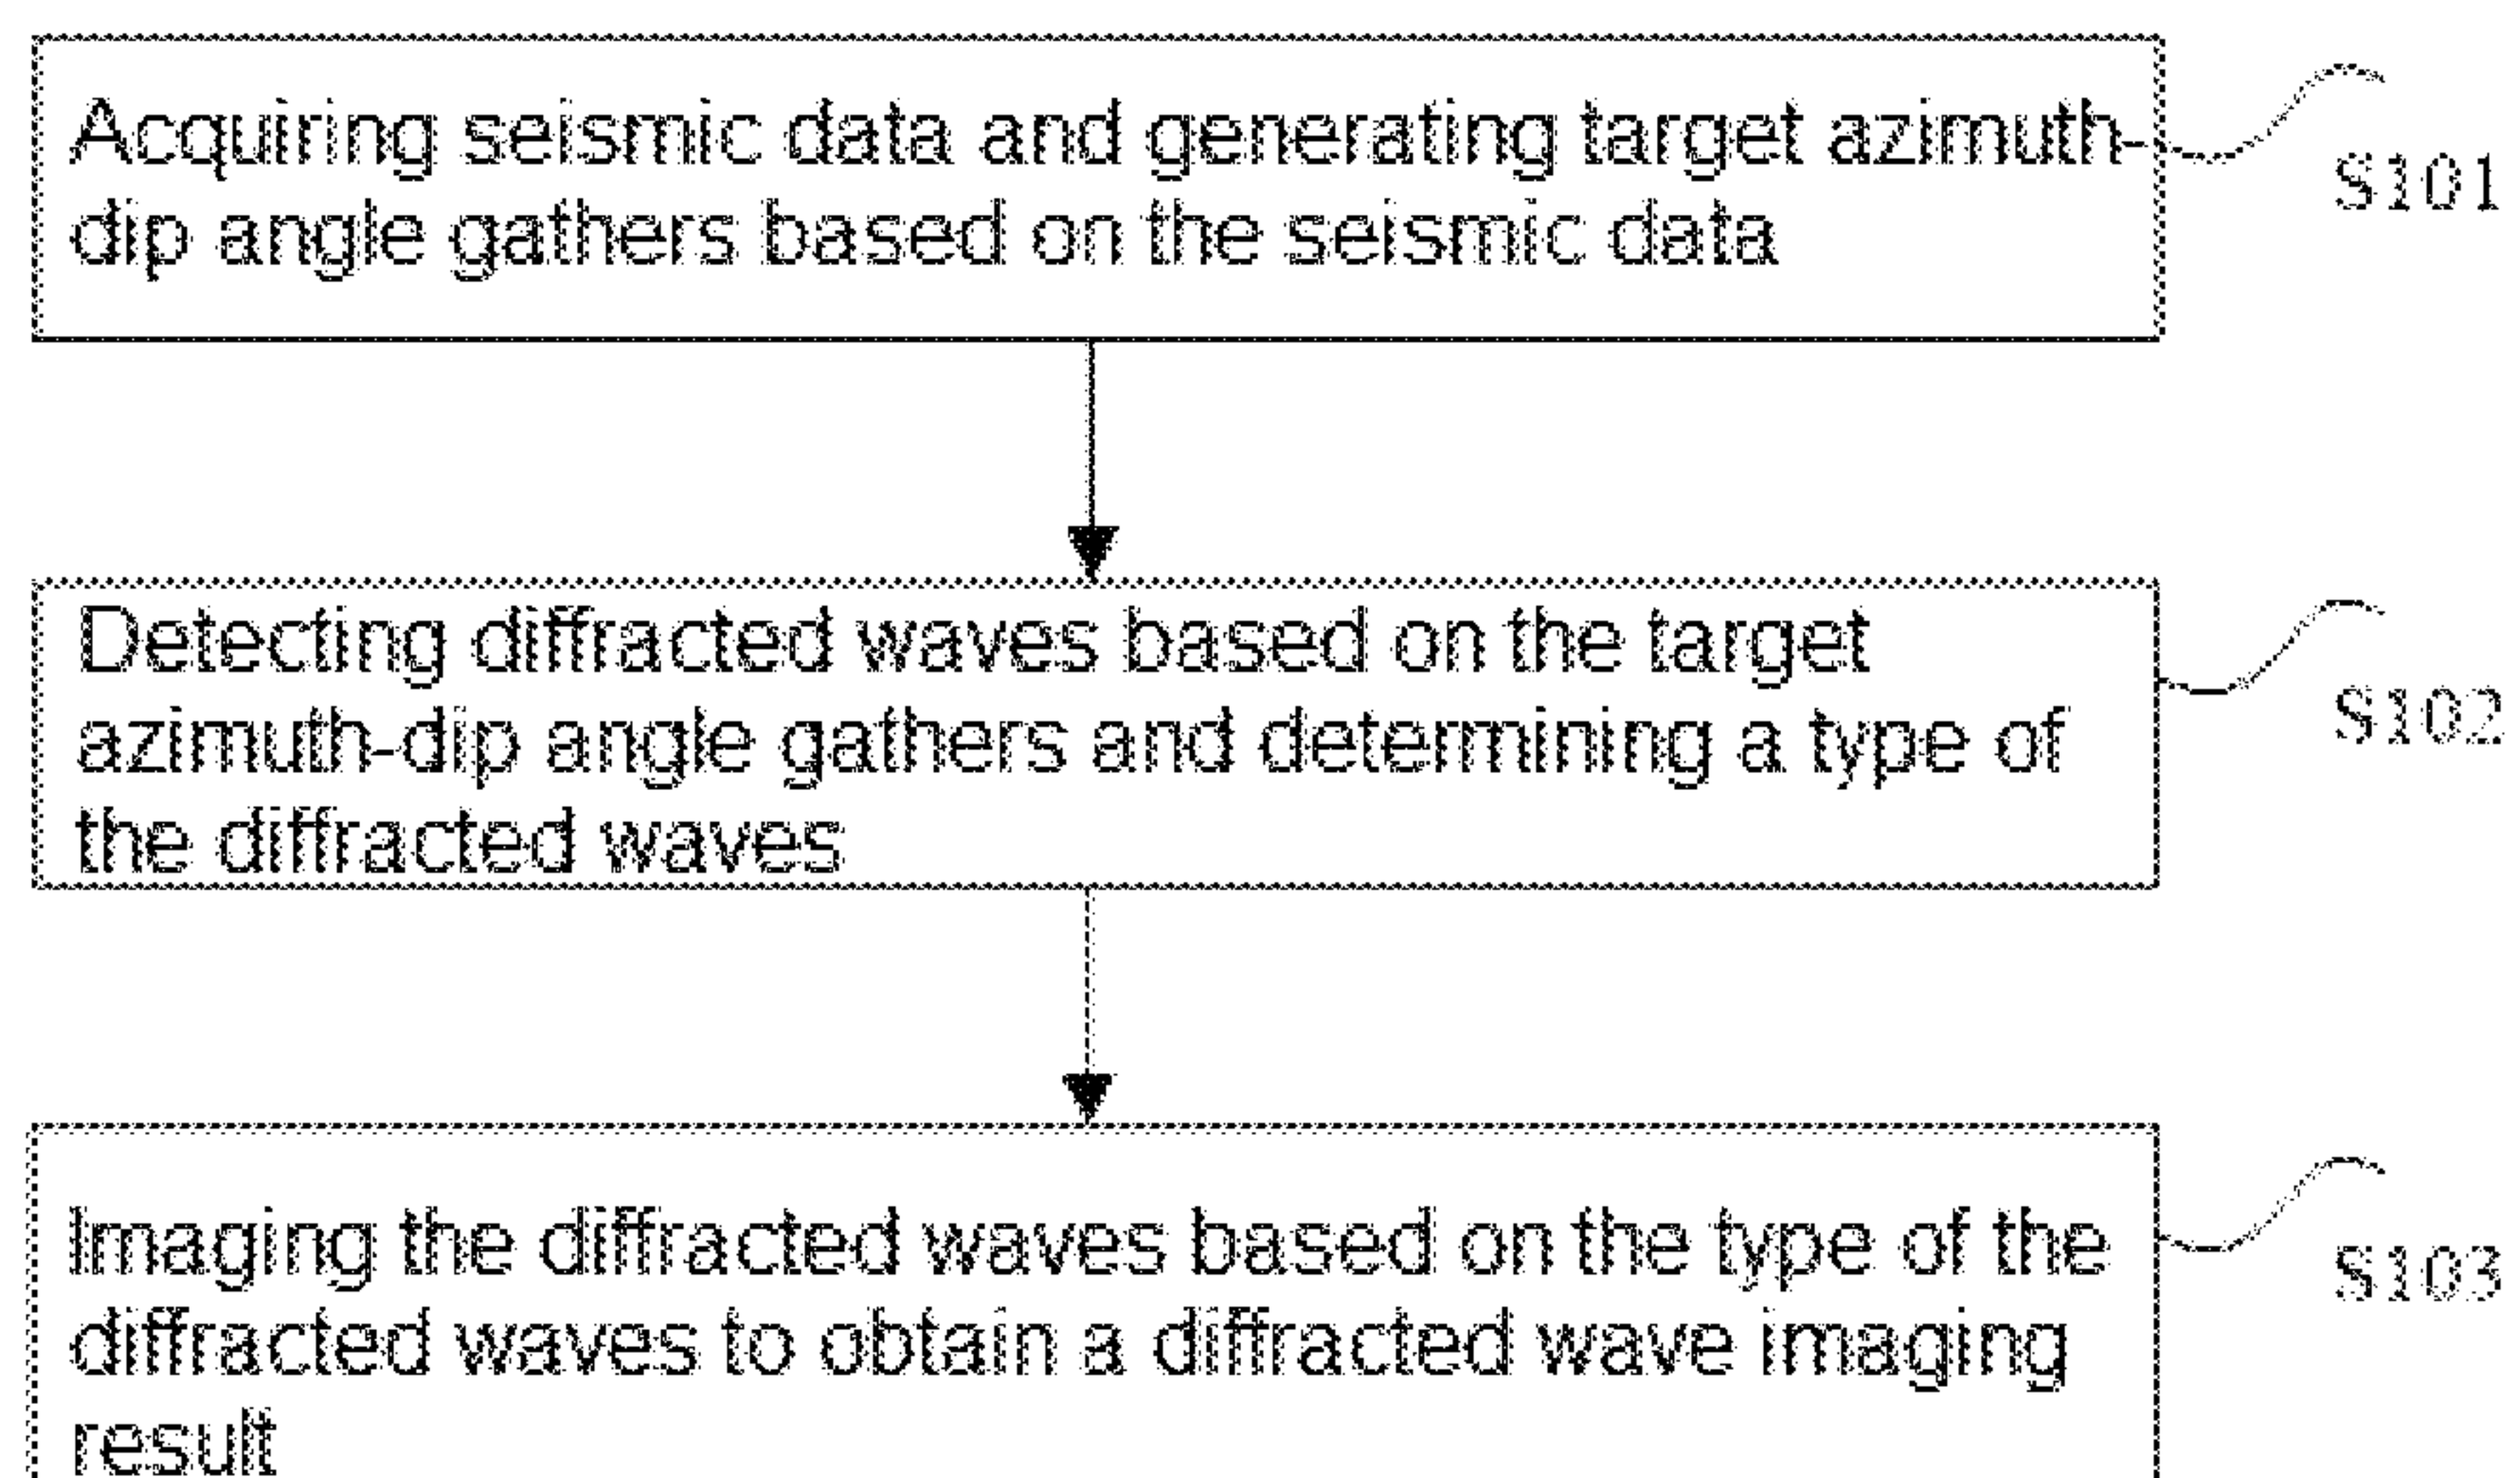 Acquiring seismic data and generating target azimuth-
dip angle gathers based on the seismic data
S101
Detecting diffracted waves based on the target
azimuth-dip angle gathers and determining a type of
the diffracted waves
S102
Imaging the diffracted waves based on the type of the
diffracted waves to obtain a diffracted wave imaging
result
S103